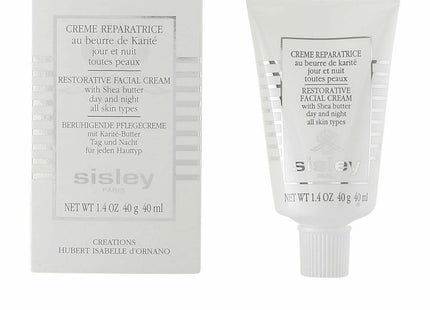 CREME REPARATRICE
au beurre de Karité
jour et nuit
toutes peaux
RESTORATIVE FACIAL CREAM
with Shea butter
day and night
all skin types
BERUHIGENDE PFLEGECREME
mit Karité-Butter
Tag und Nacht
für jeden Hauttyp
sisley
PARIS
NET WT 1.4 OZ 40 g 40 ml
CREATIONS
HUBERT ISABELLE d'ORNANO
CREME REPARATRICE
au beurre de Karité
jour et nuit
toutes peaux
RESTORATIVE
FACIAL CREAM
with Shea butter
day and night
all skin types
sisley
PARIS
NET WT 1.4 OZ 40 g 40 ml